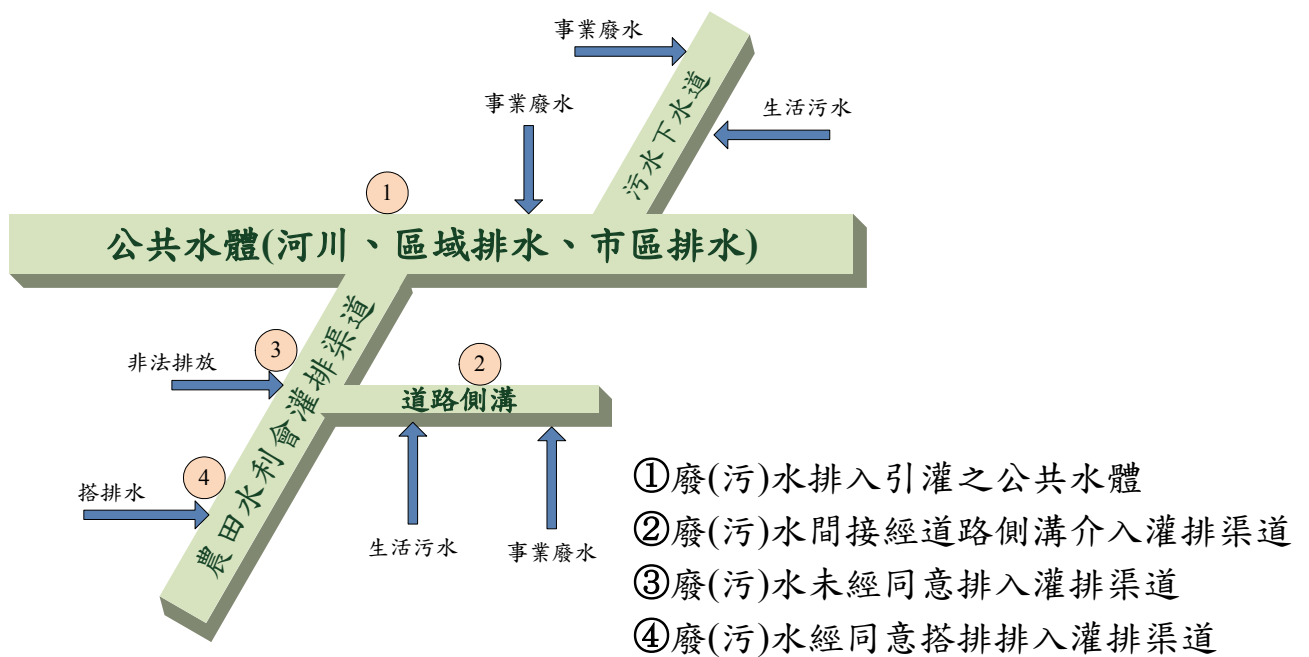 事業廢水
事業廢水
生活污水
污水下水道
①
公共水體(河川、區域排水、市區排水)
農田水利會灌排渠道
非法排放
③
②
道路側溝
搭排水
④
生活污水
事業廢水
①廢(污)水排入引灌之公共水體
②廢(污)水間接經道路側溝介入灌排渠道
③廢(污)水未經同意排入灌排渠道
④廢(污)水經同意搭排排入灌排渠道